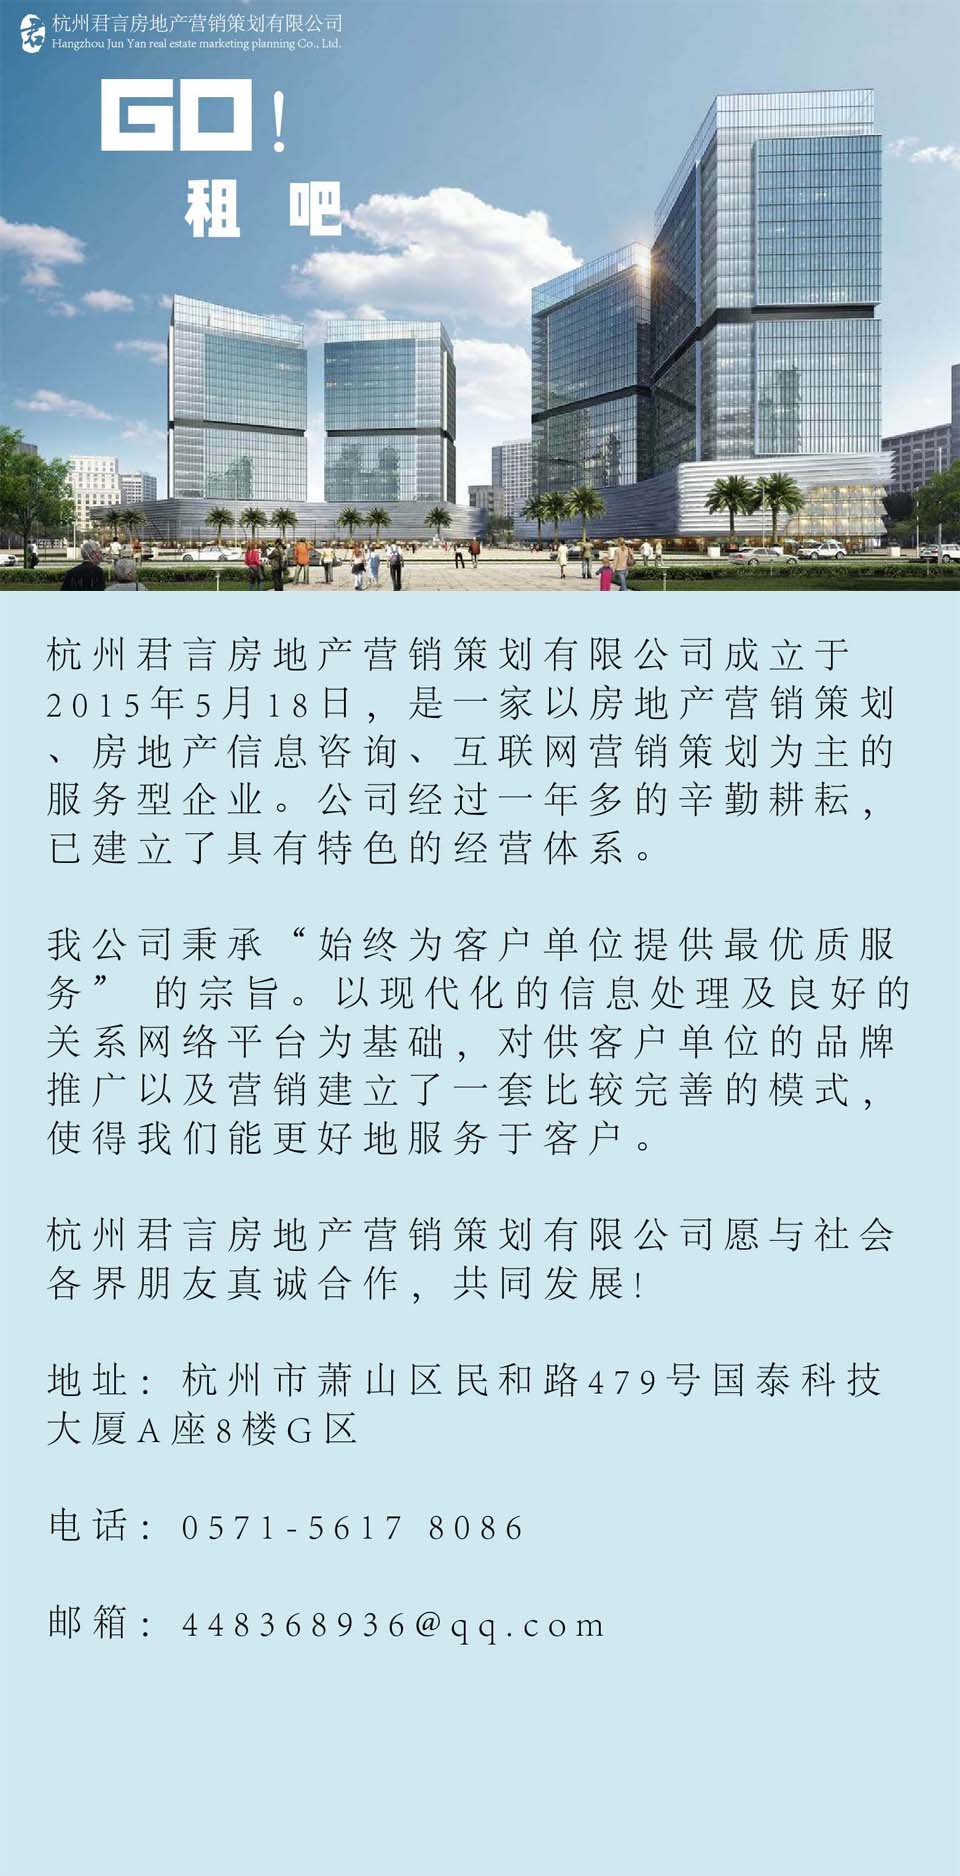 杭州君言房地产营销策划有限公司
Hangzhou Jun Yan real estate marketing planning Co., Ltd.
GO!
租 吧
杭州君言房地产营销策划有限公司成立于
2015年5月18日，是一家以房地产营销策划
、房地产信息咨询、互联网营销策划为主的
服务型企业。公司经过一年多的辛勤耕耘，
已建立了具有特色的经营体系。
我公司秉承“始终为客户单位提供最优质服
务” 的宗旨。以现代化的信息处理及良好的
关系网络平台为基础，对供客户单位的品牌
推广以及营销建立了一套比较完善的模式，
使得我们能更好地服务于客户。
杭州君言房地产营销策划有限公司愿与社会
各界朋友真诚合作，共同发展!
地址：杭州市萧山区民和路479号国泰科技
大厦A座8楼G区
电话：0571-5617 8086
邮箱：448368936@qq.com